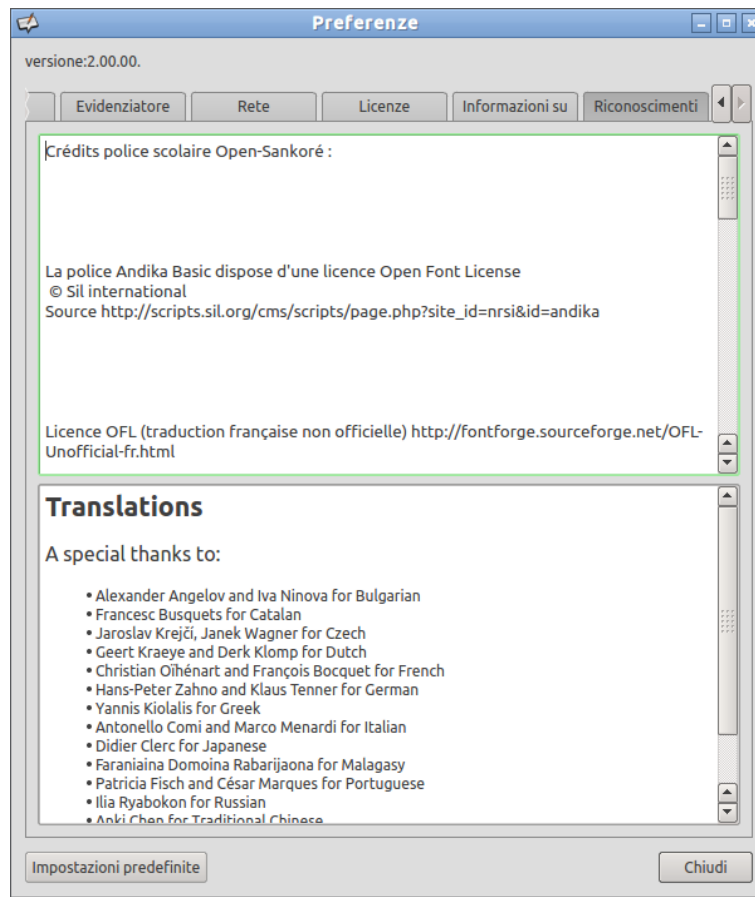 Preferenze
versione:2.00.00.
Evidenziatore
Rete
Licenze
Informazioni su
Riconoscimenti
Crédits police scolaire Open-Sankoré :
La police Andika Basic dispose d'une licence Open Font License
© Sil international
Source http://scripts.sil.org/cms/scripts/page.php?site_id=nrsi&id=andika
Licence OFL (traduction française non officielle) http://fontforge.sourceforge.net/OFL-
Unofficial-fr.html
Translations
A special thanks to:
• Alexander Angelov and Iva Ninova for Bulgarian
• Francesc Busquets for Catalan
• Jaroslav Krejčí, Janek Wagner for Czech
• Geert Kraeye and Derk Klomp for Dutch
• Christian Oïhénart and François Bocquet for French
• Hans-Peter Zahno and Klaus Tenner for German
• Yannis Kiolalis for Greek
• Antonello Comi and Marco Menardi for Italian
• Didier Clerc for Japanese
• Faraniaina Domoina Rabarijaona for Malagasy
• Patricia Fisch and César Marques for Portuguese
• Ilia Ryabokon for Russian
• Anki Chen for Traditional Chinese
Impostazioni predefinite
Chiudi